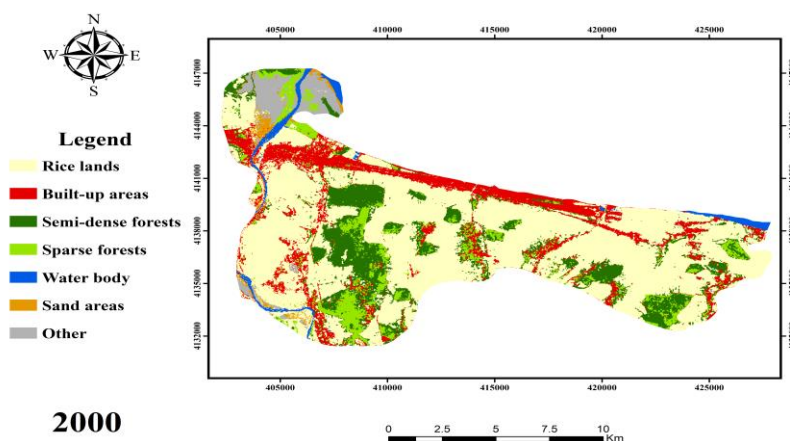 N
W E
S
405000 410000 415000 420000 425000
4147000
4144000
4141000
4138000
4135000
4132000
405000 410000 415000 420000 425000
Legend
Rice lands
Built-up areas
Semi-dense forests
Sparse forests
Water body
Sand areas
Other
2000
0 2.5 5 7.5 10
Km